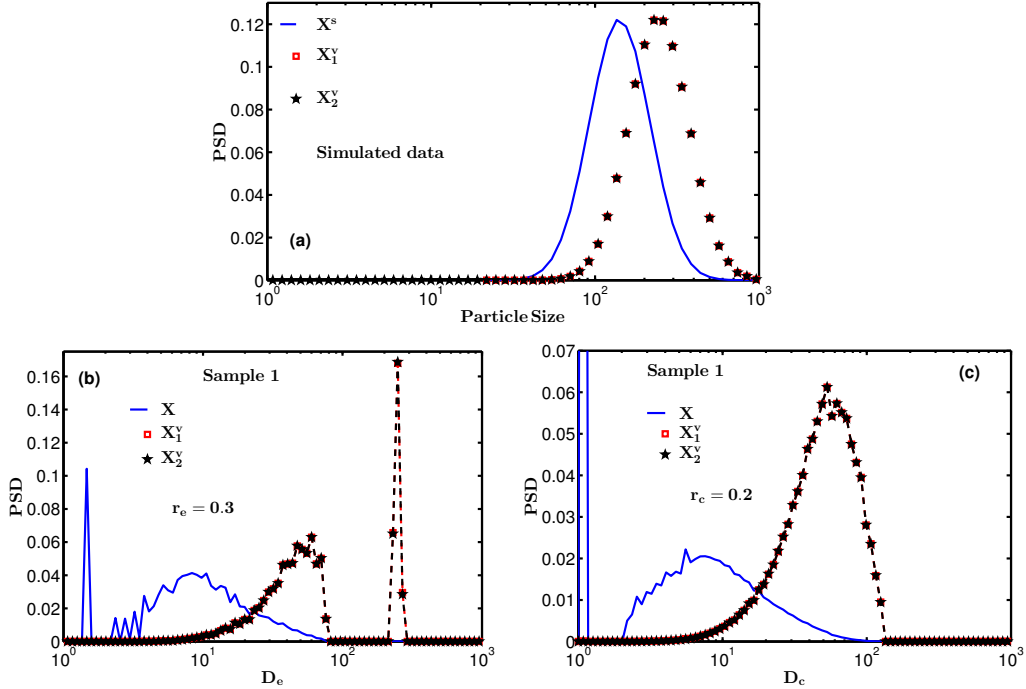 0.12
0.1
0.08
0.06
0.04
0.02
0
PSD
X^s
X_1^v
X_2^v
Simulated data
(a)
10^0 10^1 10^2 10^3
Particle Size
0.16
0.14
0.12
0.1
0.08
0.06
0.04
0.02
0
PSD
(b)
Sample 1
X
X_1^v
X_2^v
r_e = 0.3
10^0 10^1 10^2 10^3
D_e
0.07
0.06
0.05
0.04
0.03
0.02
0.01
0
PSD
Sample 1
(c)
X
X_1^v
X_2^v
r_c = 0.2
10^0 10^1 10^2 10^3
D_c